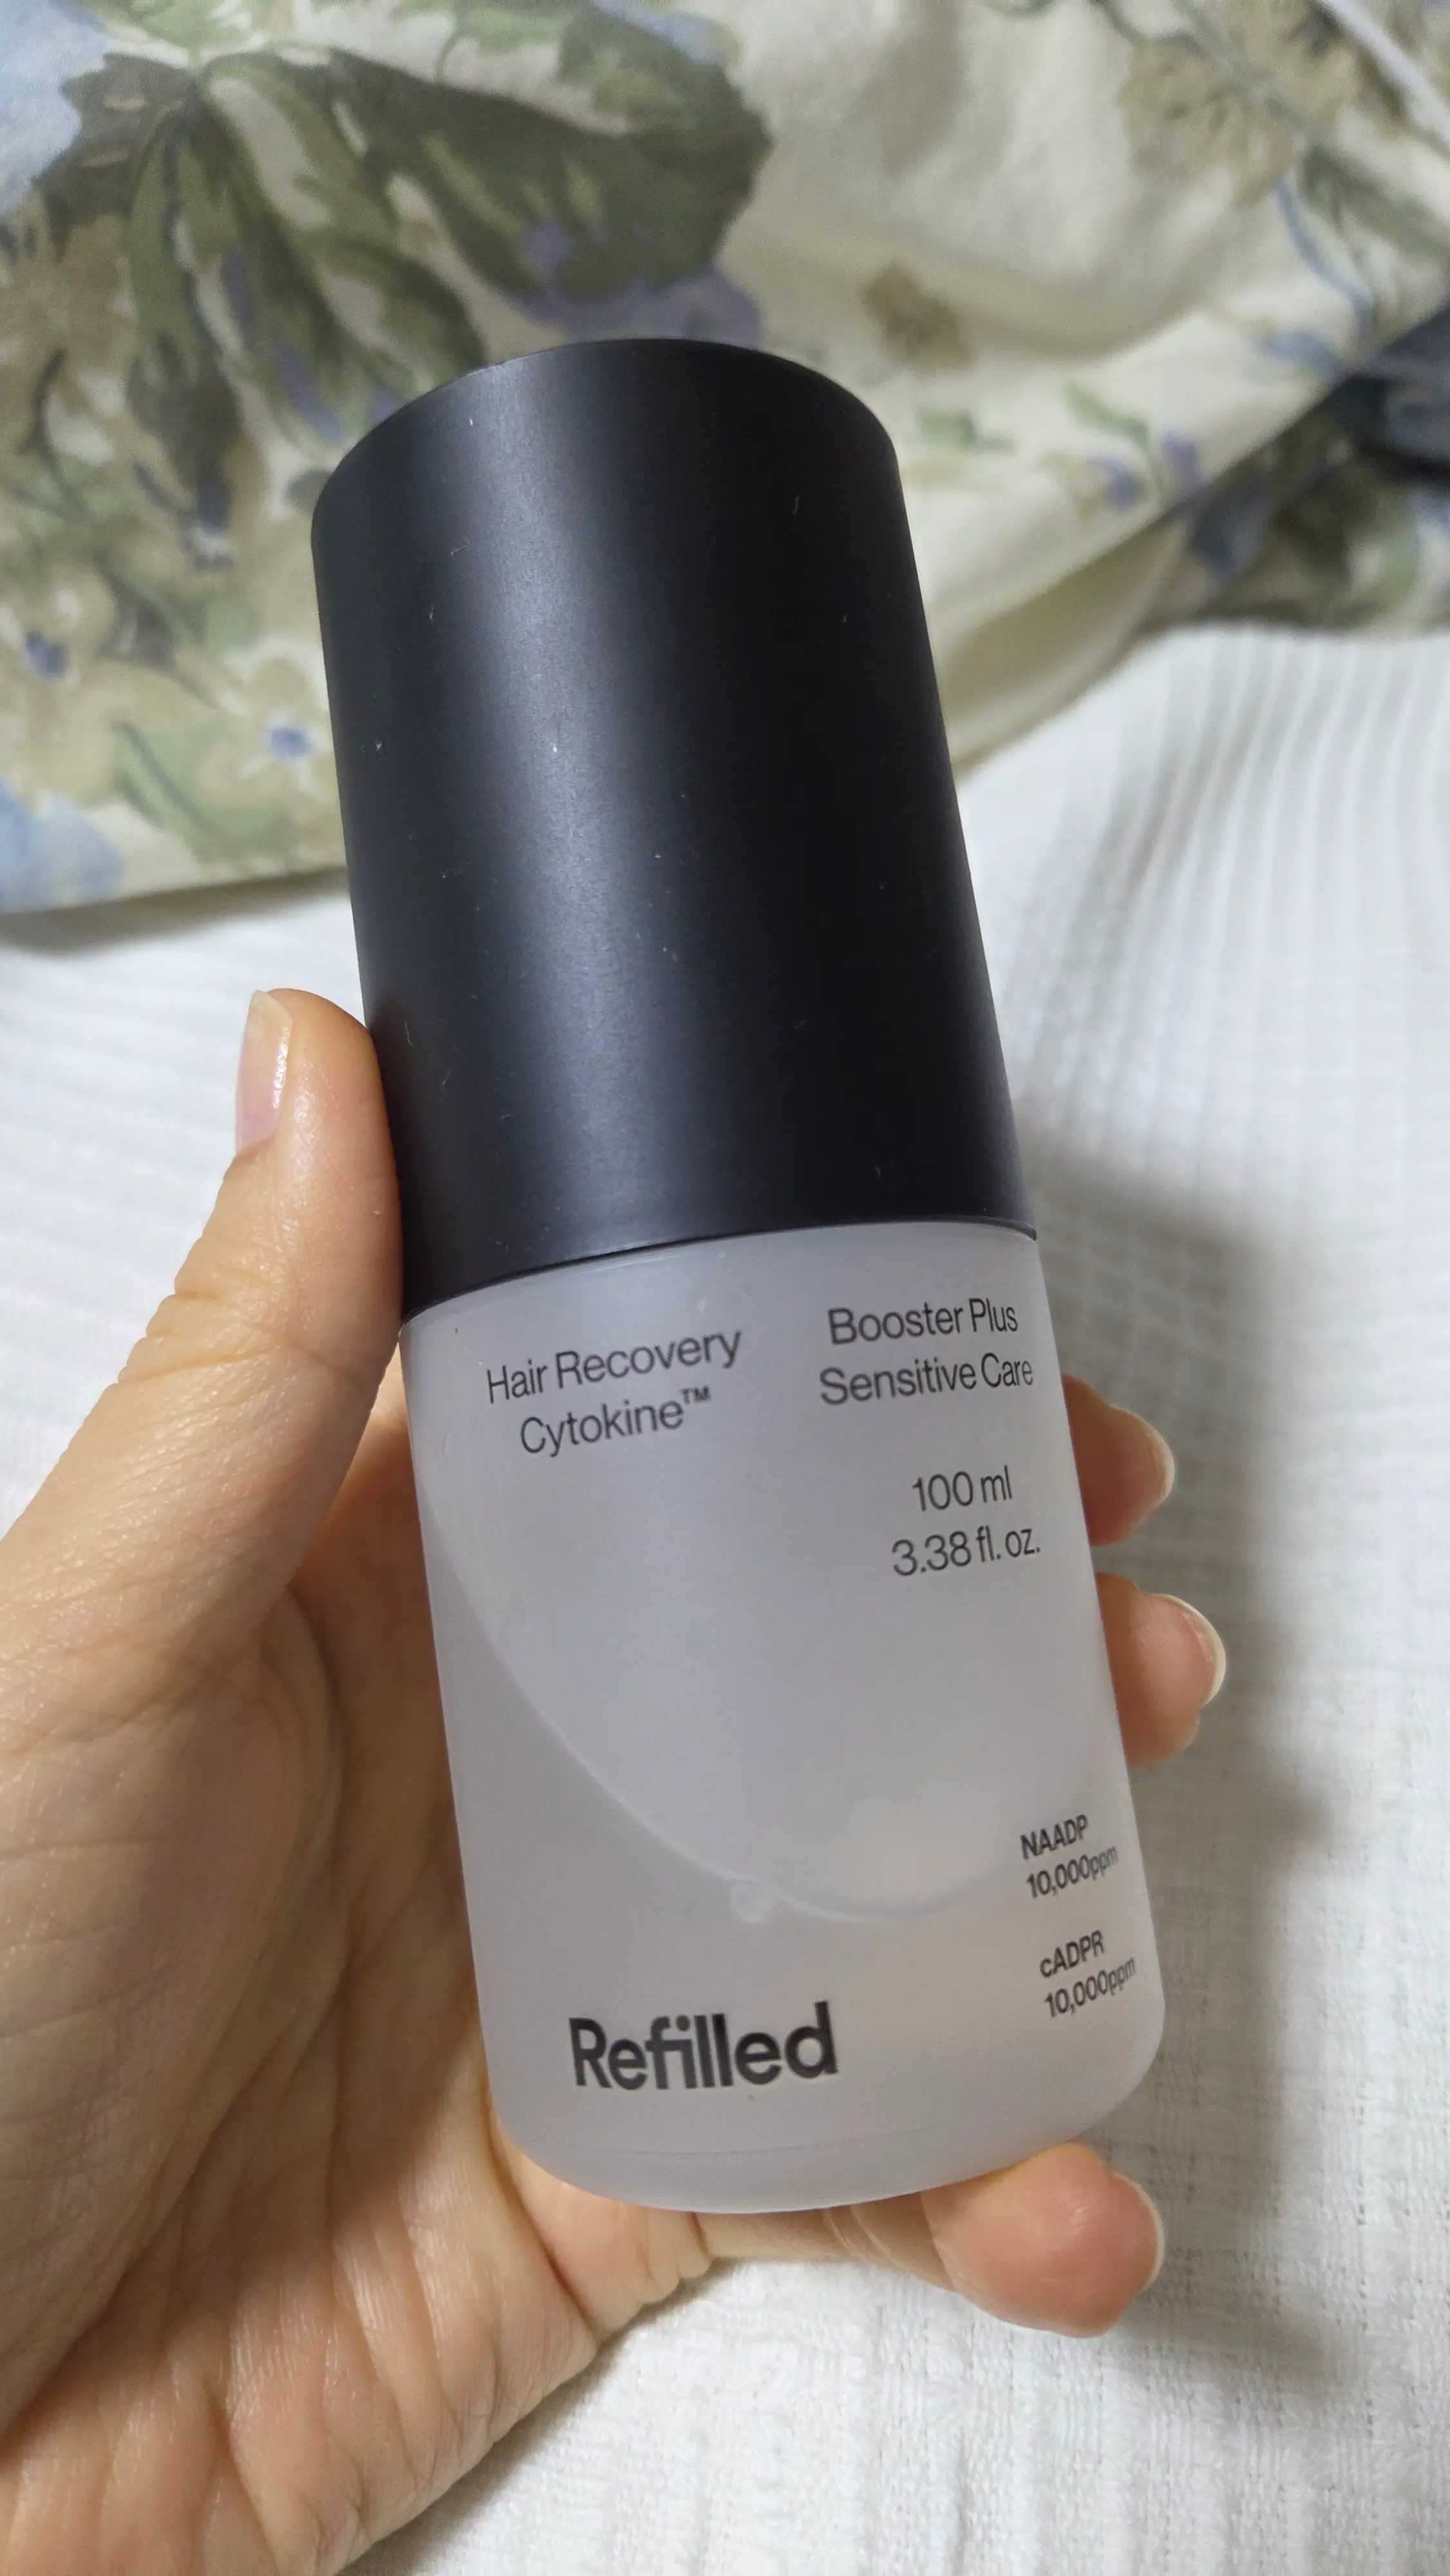 Hair Recovery
Cytokine™
Booster Plus
Sensitive Care
100 ml
3.38 fl. oz.
NAADP
10,000ppm
cADPR
10,000ppm
Refilled